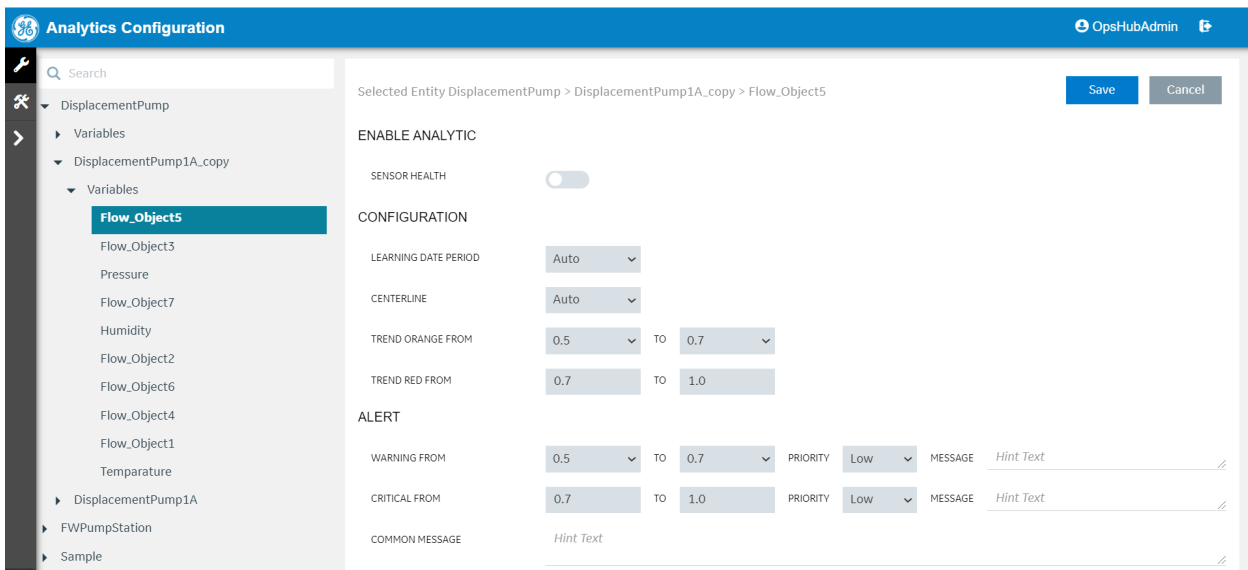 Analytics Configuration
OpsHubAdmin
Search
DisplacementPump
Variables
DisplacementPump1A_copy
Variables
Flow_Object5
Flow_Object3
Pressure
Flow_Object7
Humidity
Flow_Object2
Flow_Object6
Flow_Object4
Flow_Object1
Temparature
DisplacementPump1A
FWPumpStation
Sample
Selected Entity DisplacementPump > DisplacementPump1A_copy > Flow_Object5
Save
Cancel
ENABLE ANALYTIC
SENSOR HEALTH
CONFIGURATION
LEARNING DATE PERIOD Auto
CENTERLINE Auto
TREND ORANGE FROM 0.5 TO 0.7
TREND RED FROM 0.7 TO 1.0
ALERT
WARNING FROM 0.5 TO 0.7 PRIORITY Low MESSAGE Hint Text
CRITICAL FROM 0.7 TO 1.0 PRIORITY Low MESSAGE Hint Text
COMMON MESSAGE Hint Text